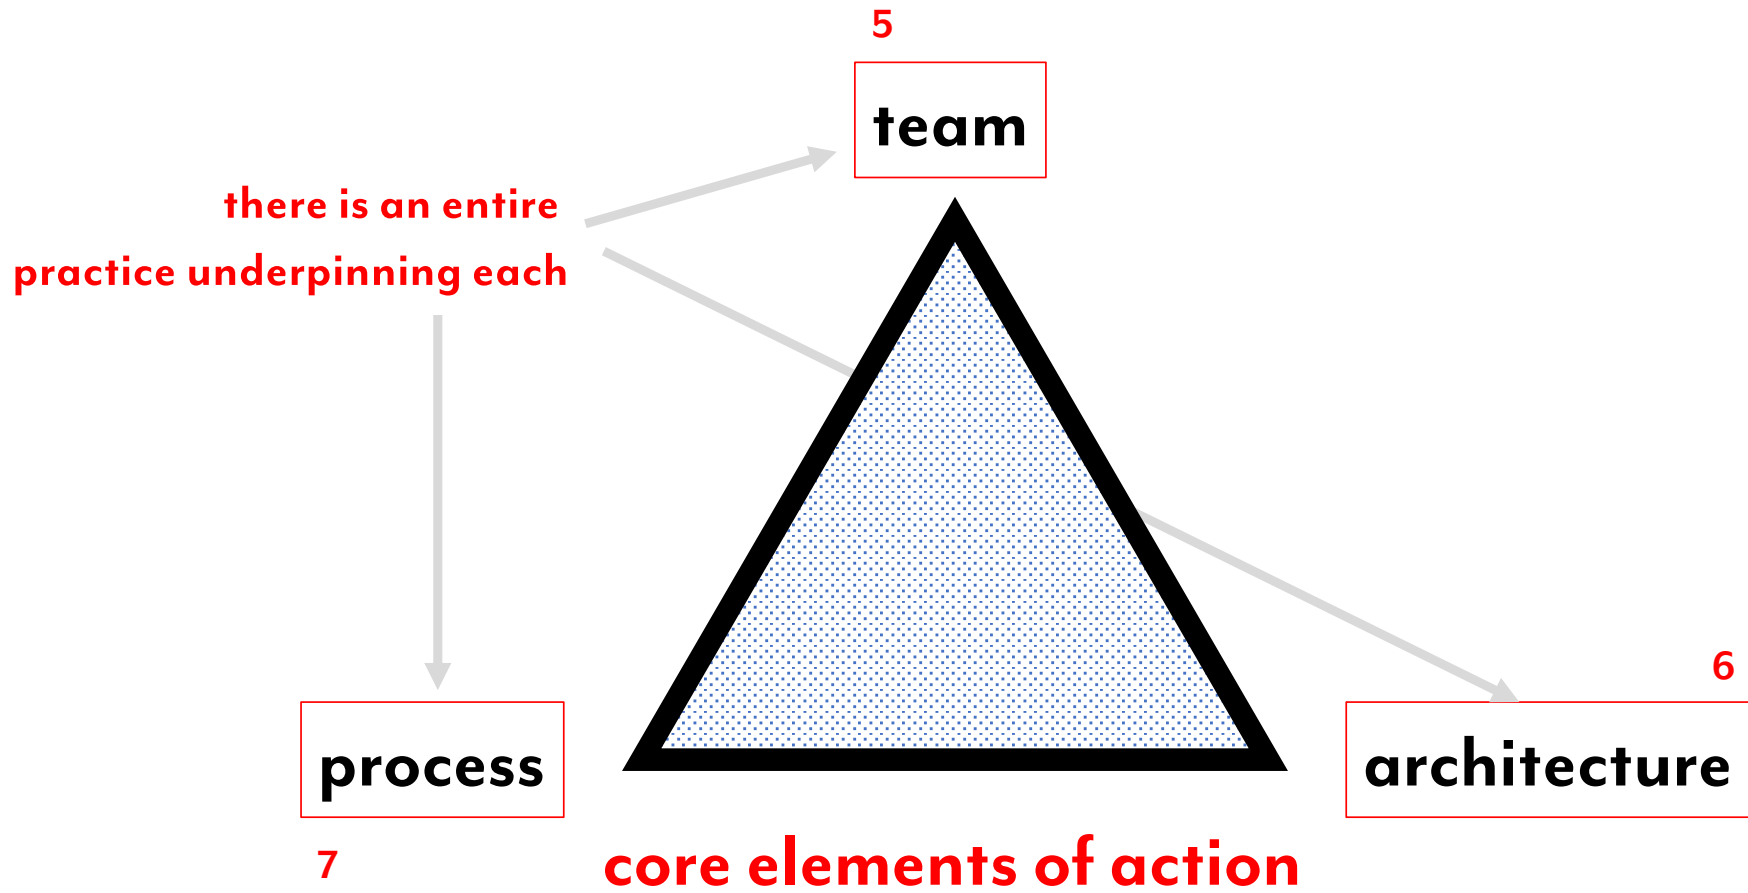 5
team
there is an entire
practice underpinning each
6
process
architecture
7
core elements of action